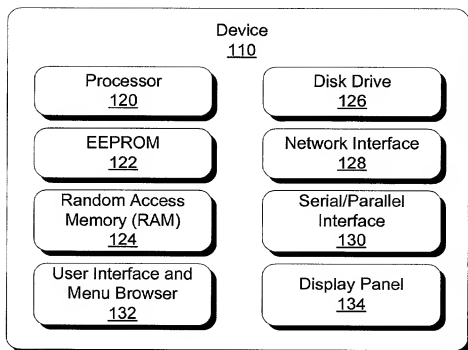 Device
110
Processor
120
Disk Drive
126
EEPROM
122
Network Interface
128
Random Access
Memory (RAM)
124
Serial/Parallel
Interface
130
User Interface and
Menu Browser
132
Display Panel
134